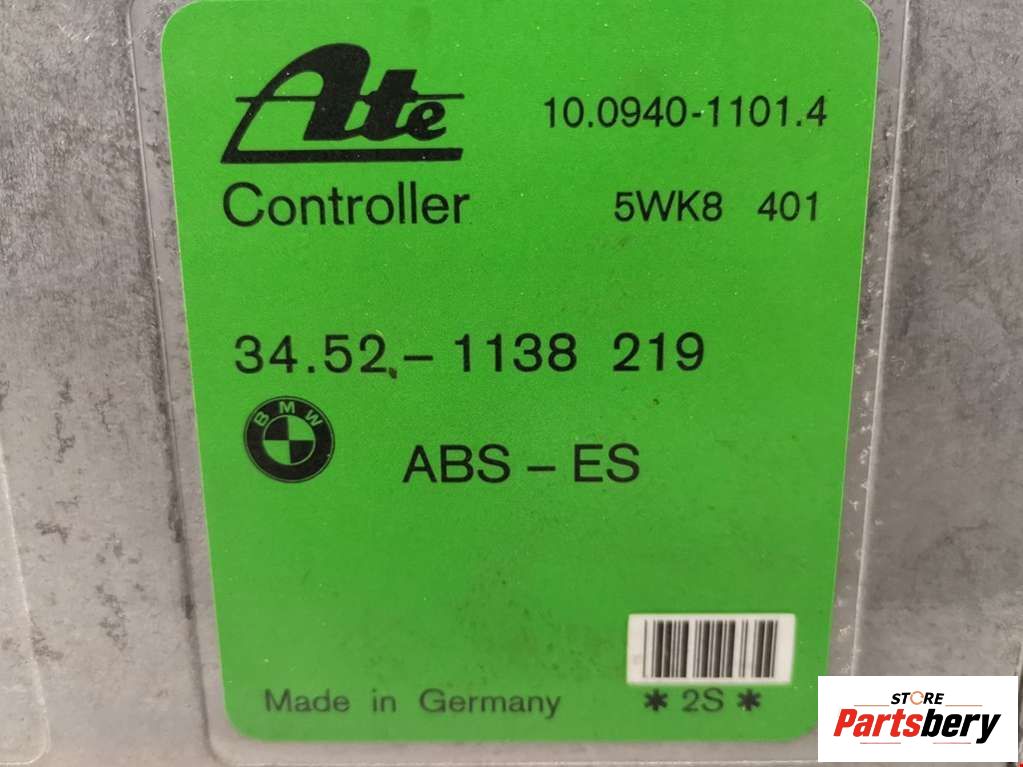 Ate
10.0940-1101.4
Controller
5WK8 401
34.52.-1138 219
BMW
ABS - ES
Made in Germany
* 2S *
STORE
Partsbery